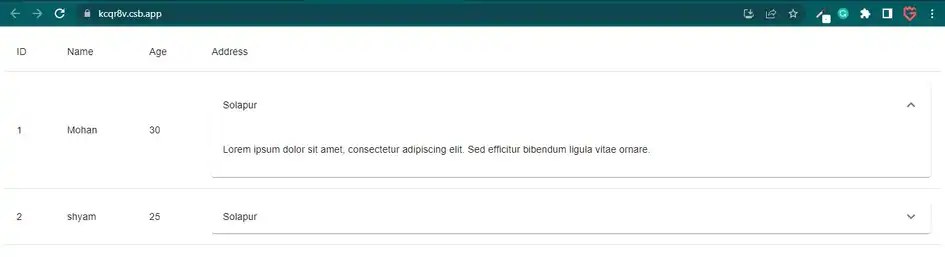 kcqr8v.csb.app
ID Name Age Address
Solapur
1 Mohan 30
Lorem ipsum dolor sit amet, consectetur adipiscing elit. Sed efficitur bibendum ligula vitae ornare.
2 shyam 25 Solapur